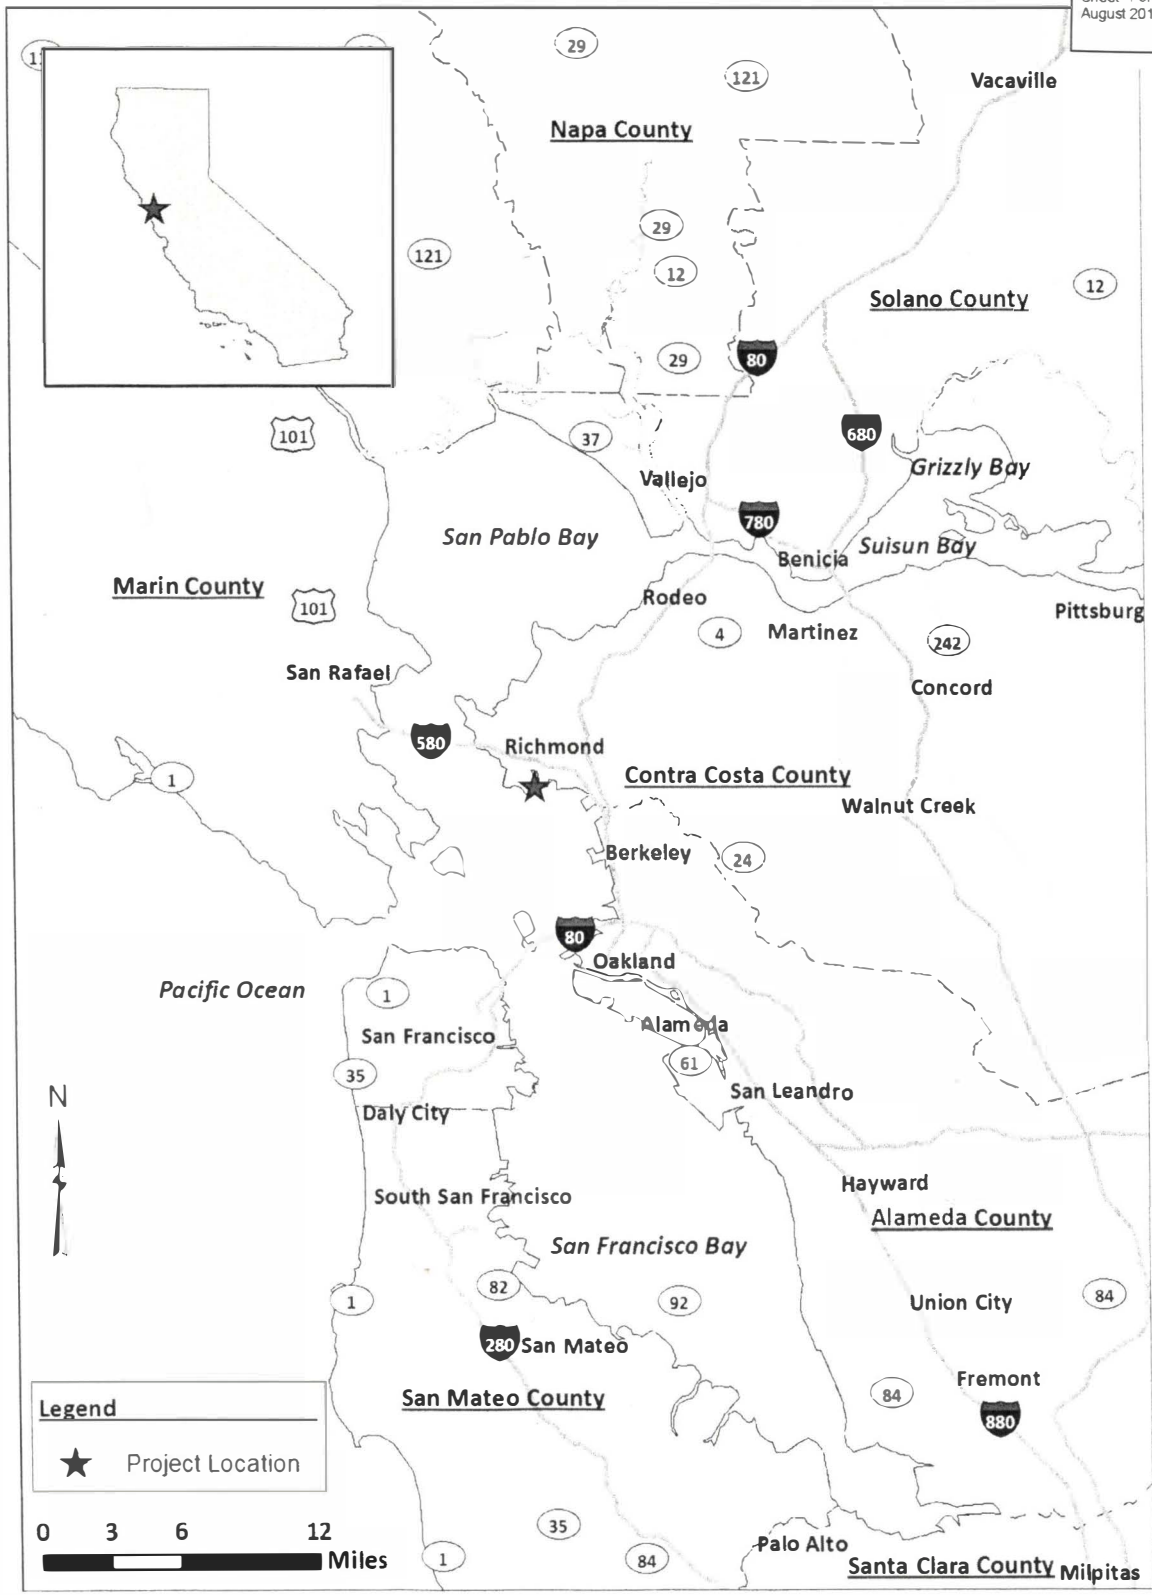 August 201
29
121
Vacaville
Napa County
29
121
12
12
Solano County
29
80
101
37
680
Grizzly Bay
Vallejo
780
San Pablo Bay
Suisun Bay
Benicia
Marin County
101
Rodeo
Pittsburg
4
Martinez
242
San Rafael
Concord
580
Richmond
1
Contra Costa County
Walnut Creek
Berkeley
24
80
Oakland
Pacific Ocean
1
Alameda
San Francisco
61
35
San Leandro
N
Daly City
Hayward
South San Francisco
Alameda County
San Francisco Bay
82
92
84
1
Union City
280
San Mateo
Fremont
84
San Mateo County
880
Legend
Project Location
35
0 3 6 12
Miles
1
84
Palo Alto
Santa Clara County
Milpitas